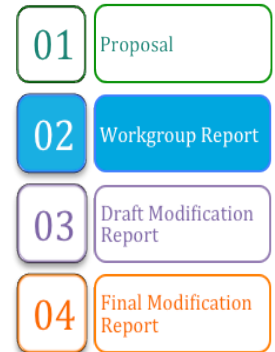 01
Proposal
02
Workgroup Report
03
Draft Modification
Report
04
Final Modification
Report